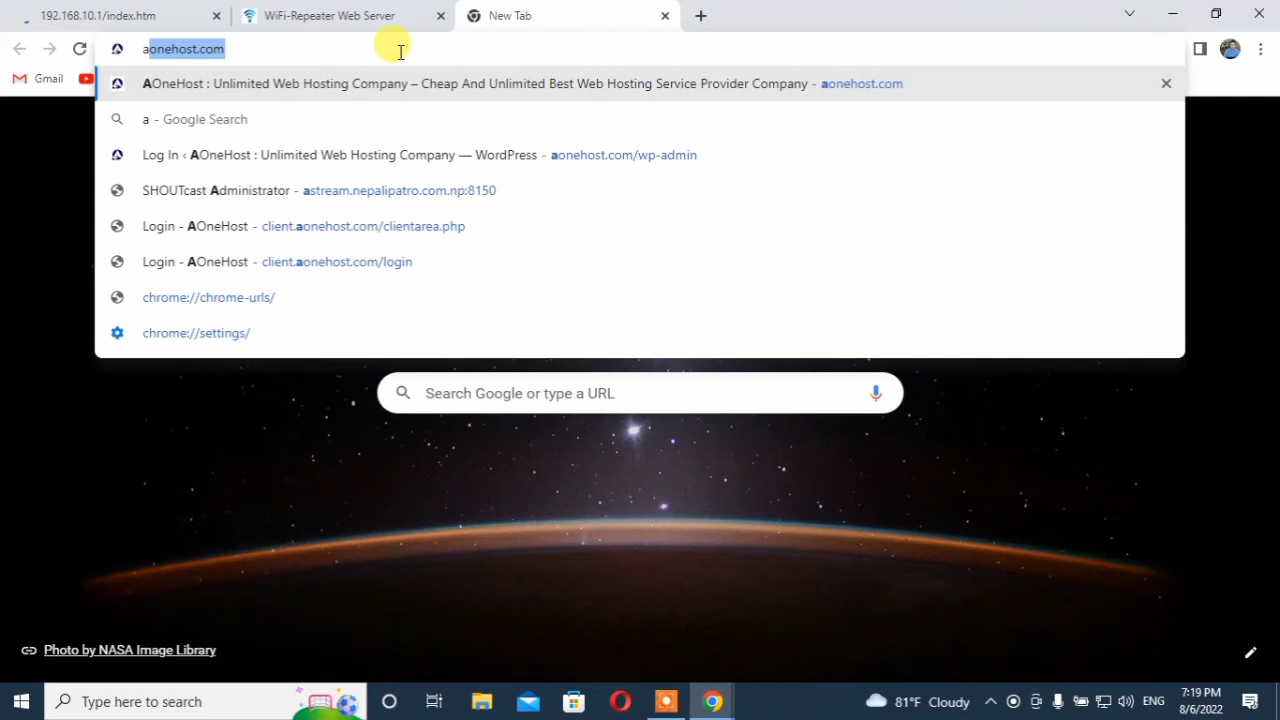 192.168.10.1/index.htm
WiFi-Repeater Web Server
New Tab
aonehost.com
Gmail
AOneHost : Unlimited Web Hosting Company – Cheap And Unlimited Best Web Hosting Service Provider Company - aonehost.com
a - Google Search
Log In ‹ AOneHost : Unlimited Web Hosting Company — WordPress - aonehost.com/wp-admin
SHOUTcast Administrator - astream.nepalipatro.com.np:8150
Login - AOneHost - client.aonehost.com/clientarea.php
Login - AOneHost - client.aonehost.com/login
chrome://chrome-urls/
chrome://settings/
Search Google or type a URL
Photo by NASA Image Library
Type here to search
81°F Cloudy
ENG
7:19 PM
8/6/2022